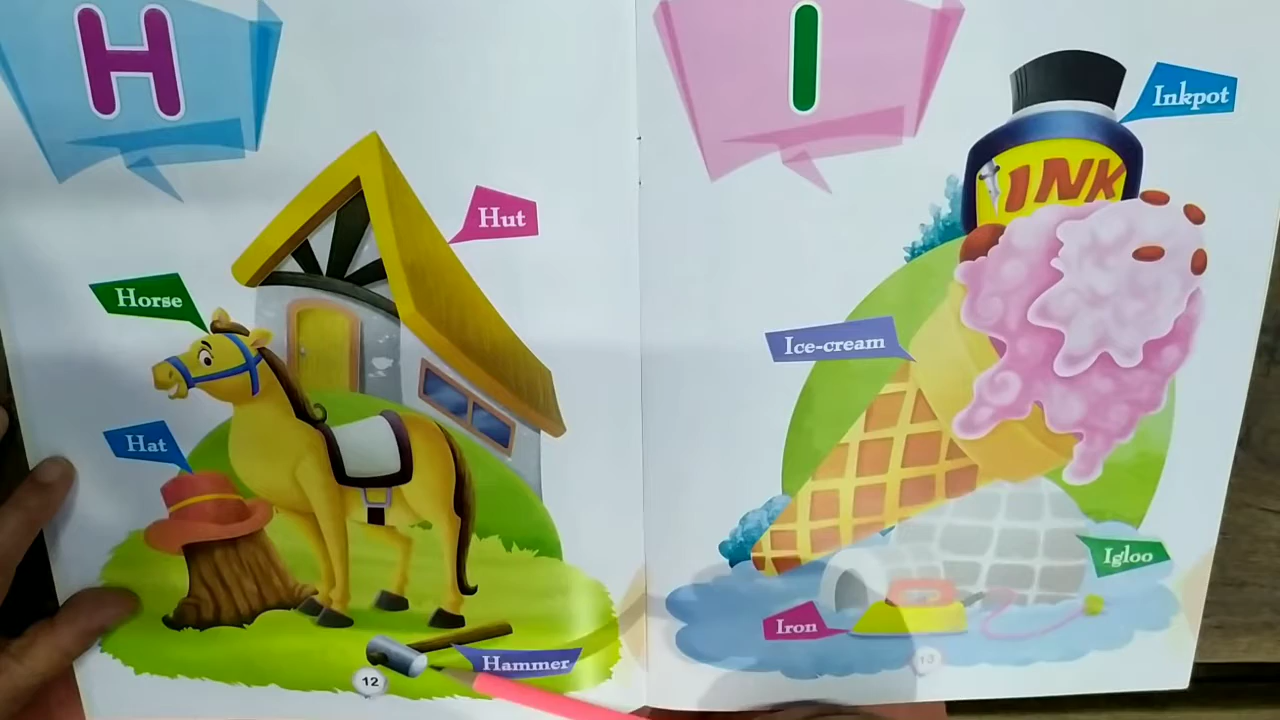 H
Hut
Horse
Hat
Hammer
12
I
Inkpot
INK
Ice-cream
Igloo
Iron
13